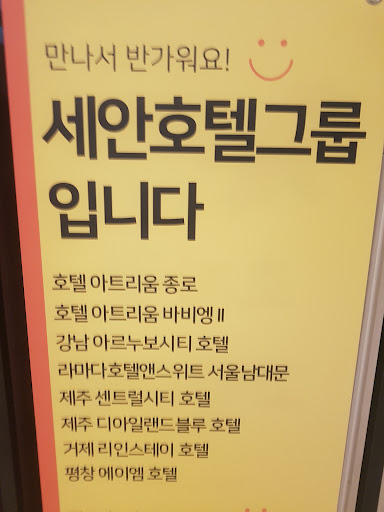 만나서 반가워요!
세안호텔그룹
입니다
호텔 아트리움 종로
호텔 아트리움 바비엥 II
강남 아르누보시티 호텔
라마다호텔앤스위트 서울남대문
제주 센트럴시티 호텔
제주 디아일랜드블루 호텔
거제 리인스테이 호텔
평창 에이엠 호텔